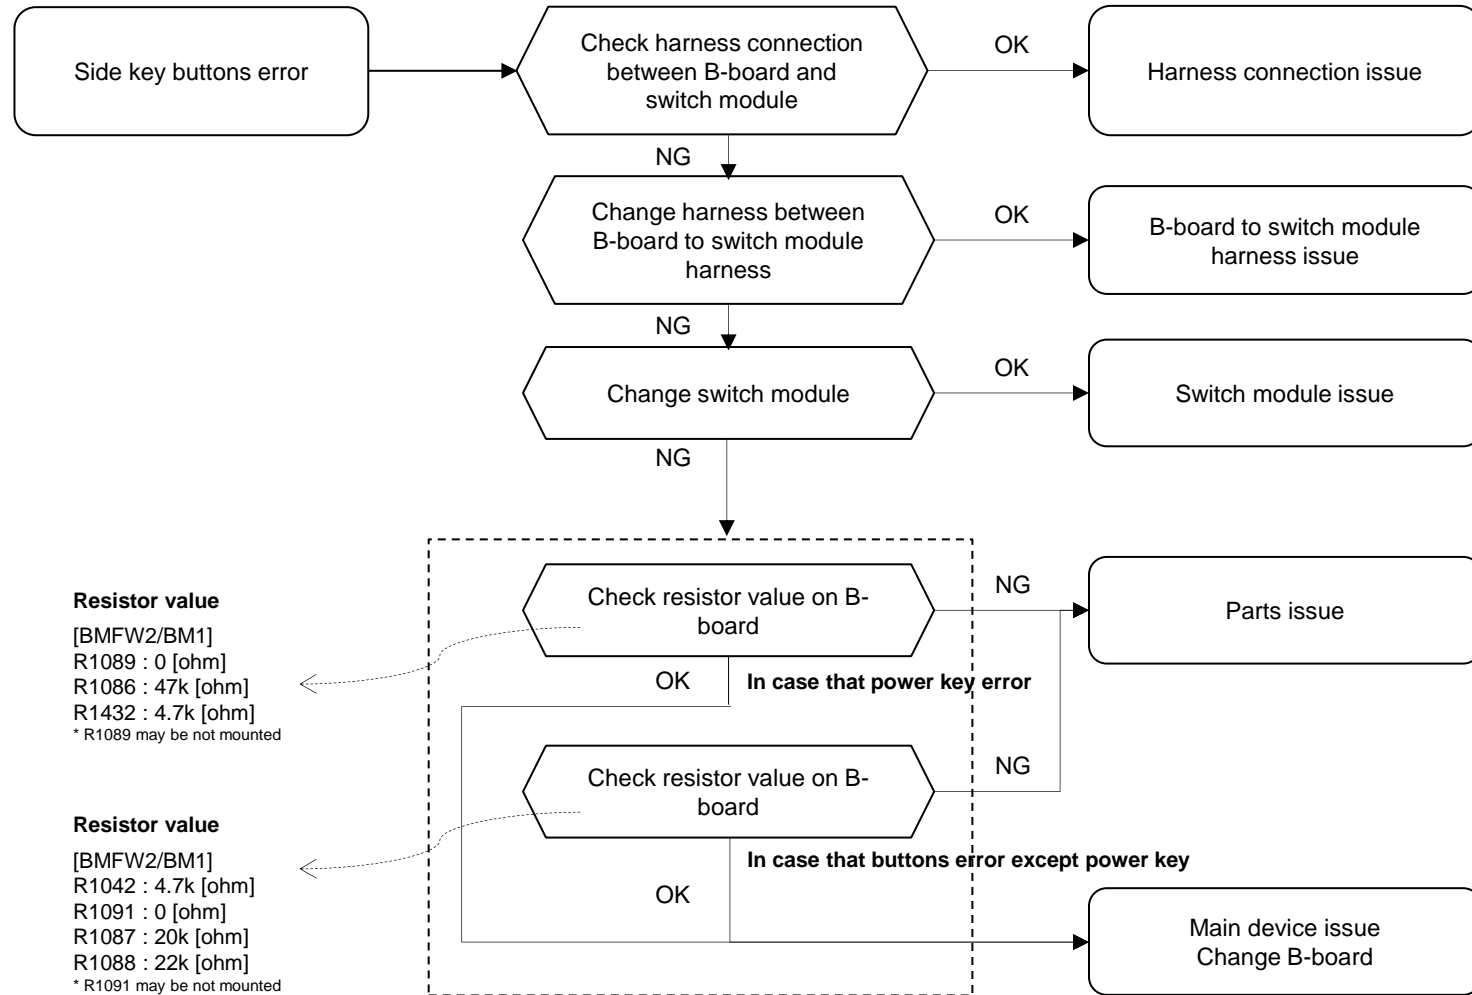 Side key buttons error
Check harness connection
between B-board and
switch module
OK
Harness connection issue
NG
Change harness between
B-board to switch module
harness
OK
B-board to switch module
harness issue
NG
Change switch module
OK
Switch module issue
NG
Check resistor value on B-
board
NG
Parts issue
Resistor value
[BMFW2/BM1]
R1089 : 0 [ohm]
R1086 : 47k [ohm]
R1432 : 4.7k [ohm]
* R1089 may be not mounted
OK
In case that power key error
Check resistor value on B-
board
NG
Resistor value
[BMFW2/BM1]
R1042 : 4.7k [ohm]
R1091 : 0 [ohm]
R1087 : 20k [ohm]
R1088 : 22k [ohm]
* R1091 may be not mounted
In case that buttons error except power key
OK
Main device issue
Change B-board